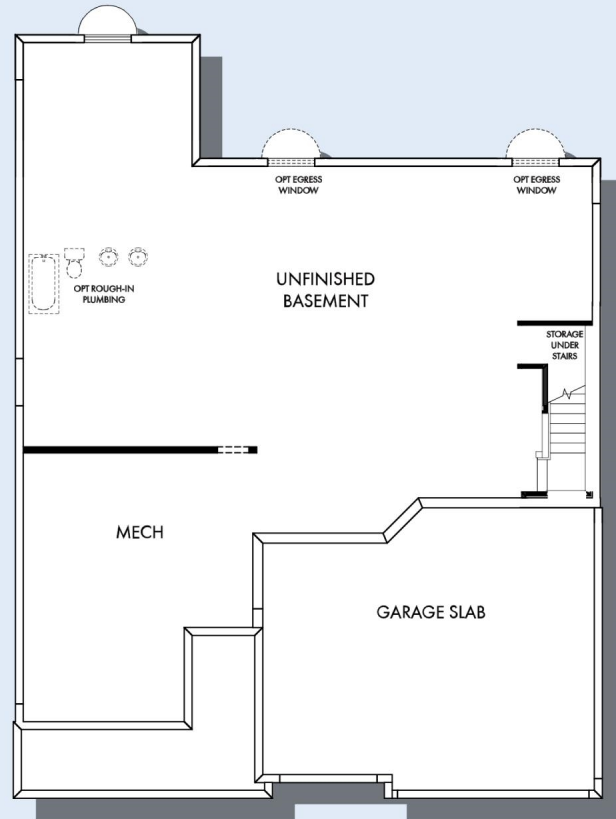 OPT EGRESS
WINDOW
OPT EGRESS
WINDOW
UNFINISHED
BASEMENT
OPT ROUGH-IN
PLUMBING
STORAGE
UNDER
STAIRS
MECH
GARAGE SLAB